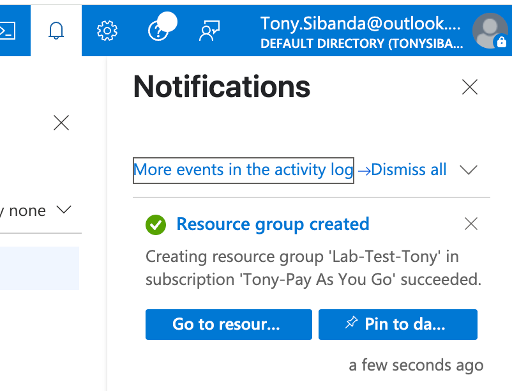 Tony.Sibanda@outlook....
DEFAULT DIRECTORY (TONYSIBA...
Notifications
More events in the activity log →Dismiss all
y none
Resource group created
Creating resource group 'Lab-Test-Tony' in
subscription 'Tony-Pay As You Go' succeeded.
Go to resour...
Pin to da...
a few seconds ago